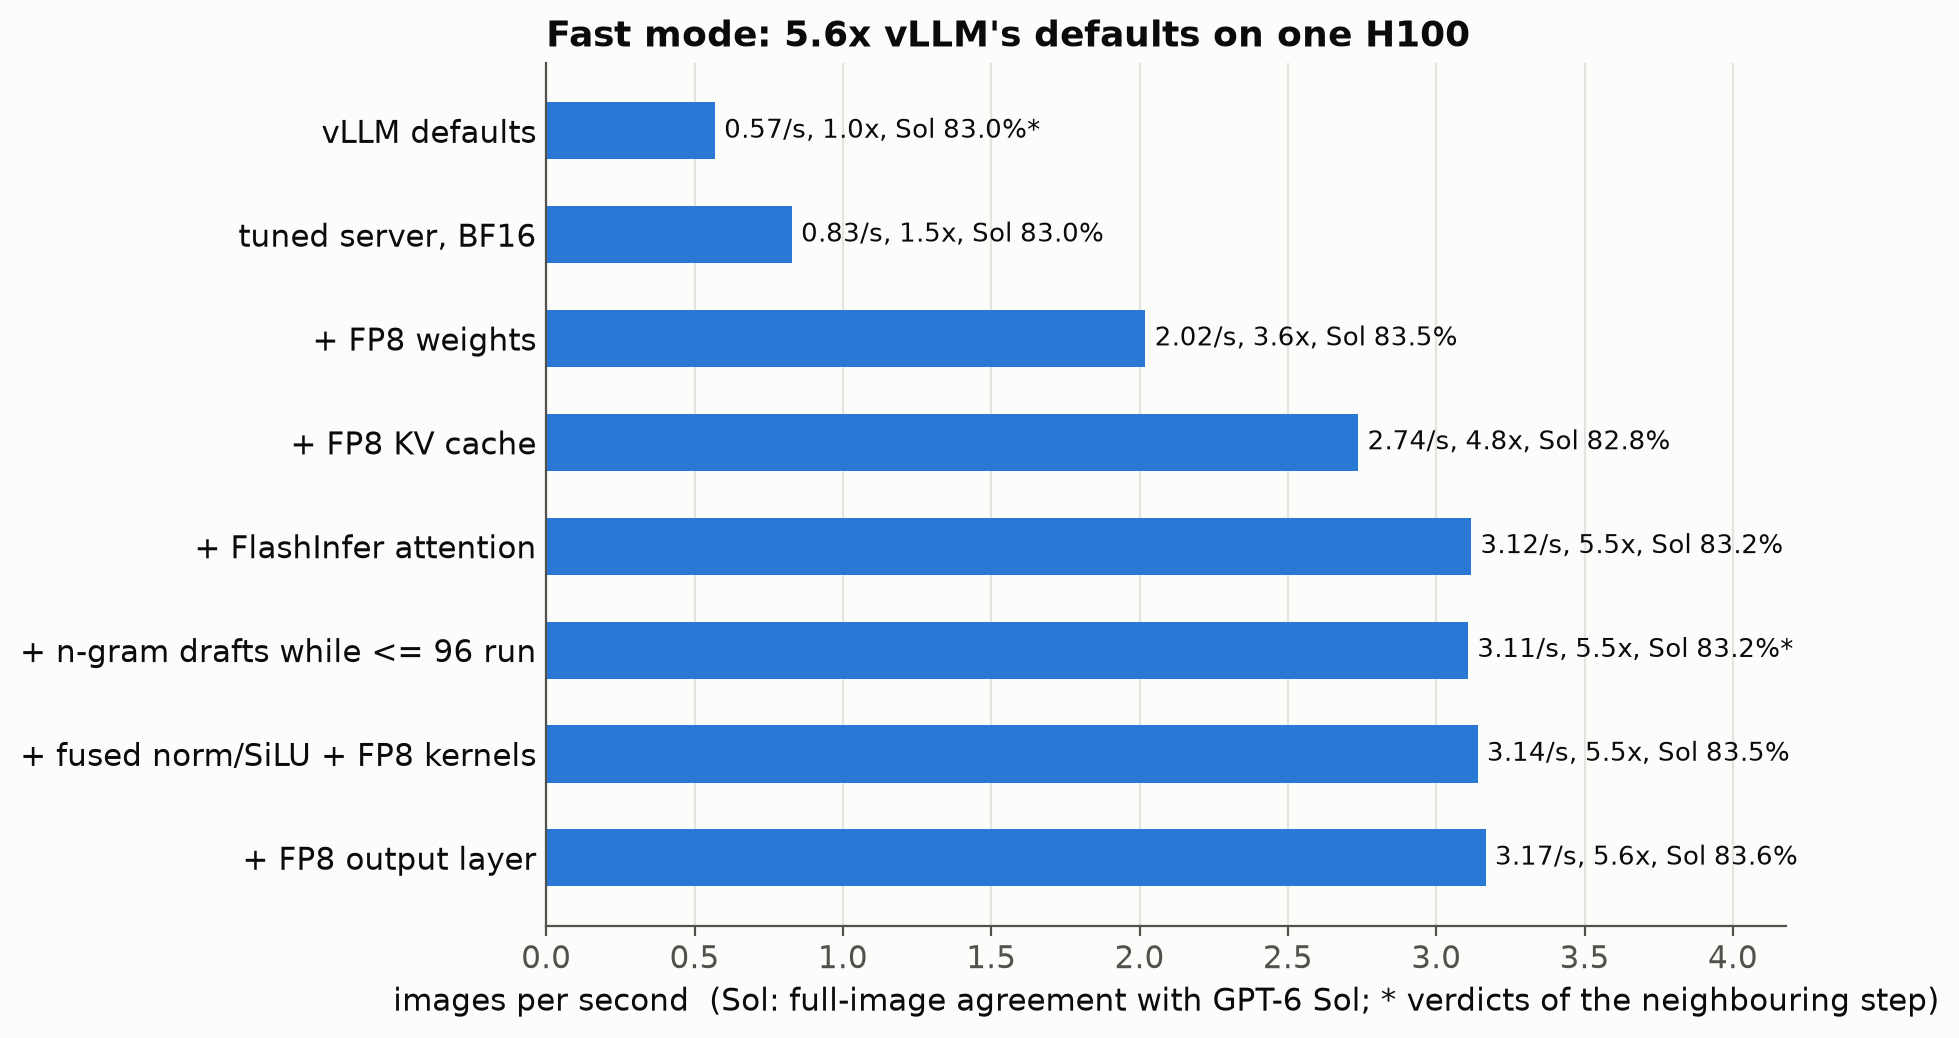 Fast mode: 5.6x vLLM's defaults on one H100
vLLM defaults
0.57/s, 1.0x, Sol 83.0%*
tuned server, BF16
0.83/s, 1.5x, Sol 83.0%
+ FP8 weights
2.02/s, 3.6x, Sol 83.5%
+ FP8 KV cache
2.74/s, 4.8x, Sol 82.8%
+ FlashInfer attention
3.12/s, 5.5x, Sol 83.2%
+ n-gram drafts while <= 96 run
3.11/s, 5.5x, Sol 83.2%*
+ fused norm/SiLU + FP8 kernels
3.14/s, 5.5x, Sol 83.5%
+ FP8 output layer
3.17/s, 5.6x, Sol 83.6%
0.0 0.5 1.0 1.5 2.0 2.5 3.0 3.5 4.0
images per second  (Sol: full-image agreement with GPT-6 Sol; * verdicts of the neighbouring step)